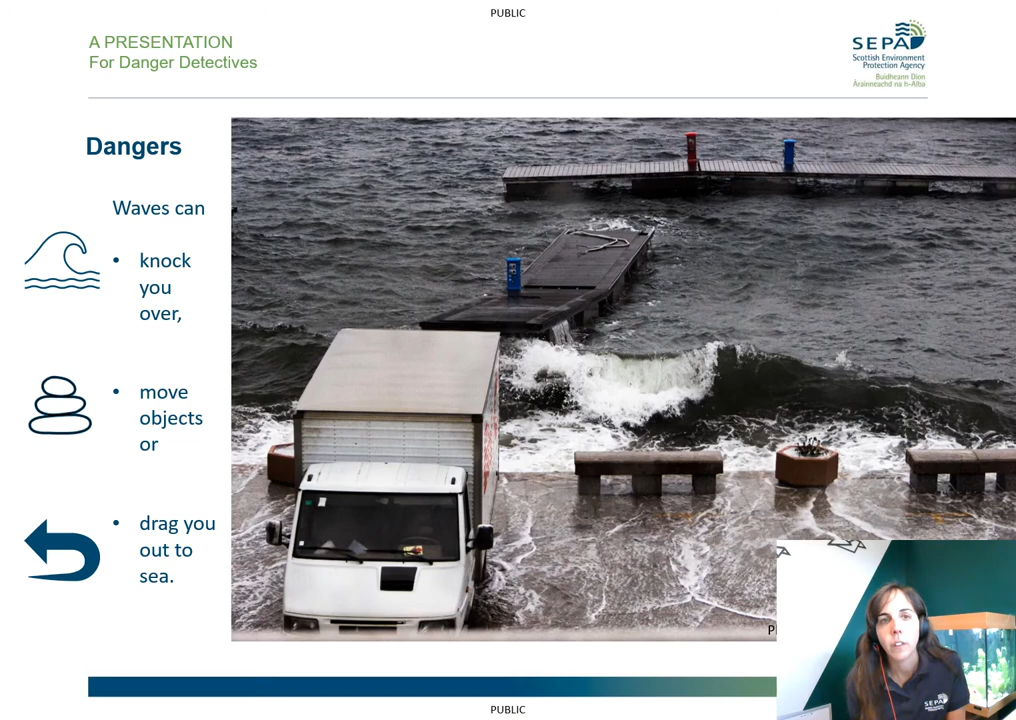 PUBLIC
A PRESENTATION
For Danger Detectives
SEPA
Scottish Environment
Protection Agency
Buidheann Dìon
Àrainneachd na h-Alba
Dangers
Waves can
• knock
you
over,
• move
objects
or
• drag you
out to
sea.
SEPA
PUBLIC